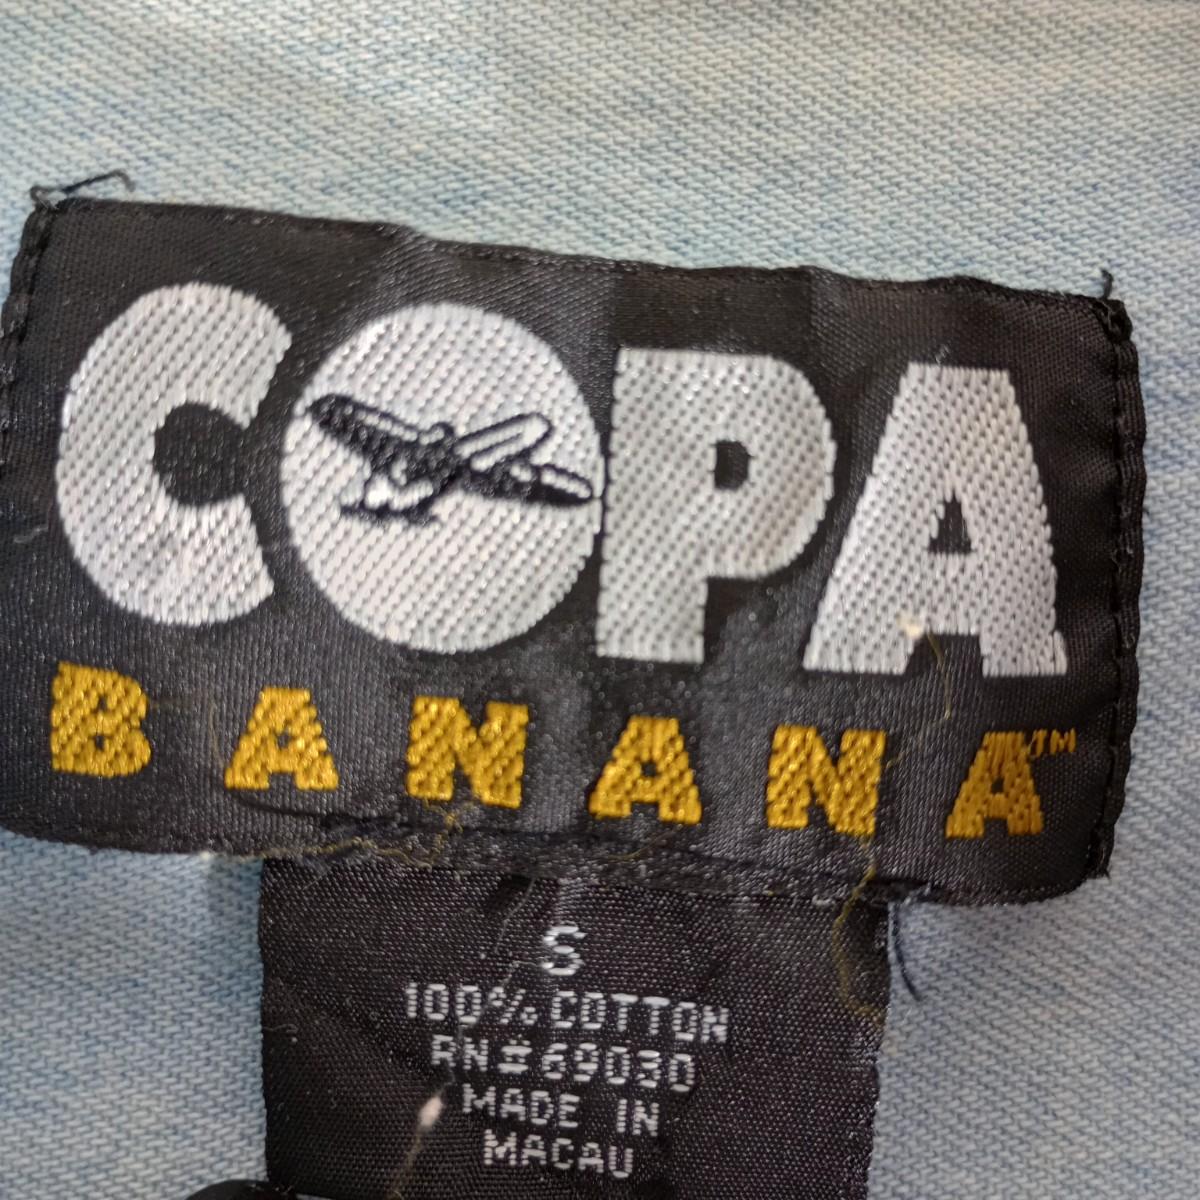 COPA
BANANA™
S
100% COTTON
RN#69030
MADE IN
MACAU